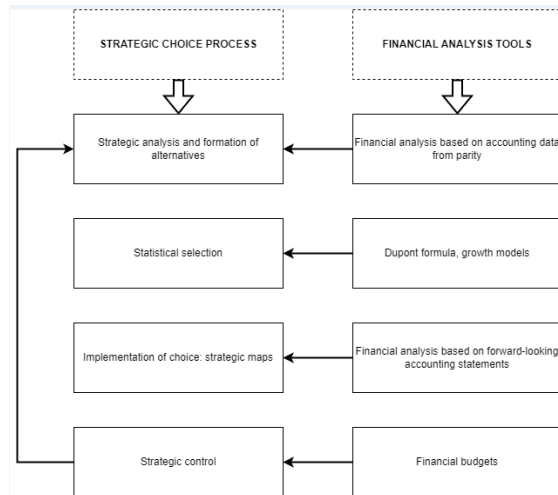 STRATEGIC CHOICE PROCESS
FINANCIAL ANALYSIS TOOLS
Strategic analysis and formation of
alternatives
Financial analysis based on accounting data
from parity
Statistical selection
Dupont formula, growth models
Implementation of choice: strategic maps
Financial analysis based on forward-looking
accounting statements
Strategic control
Financial budgets